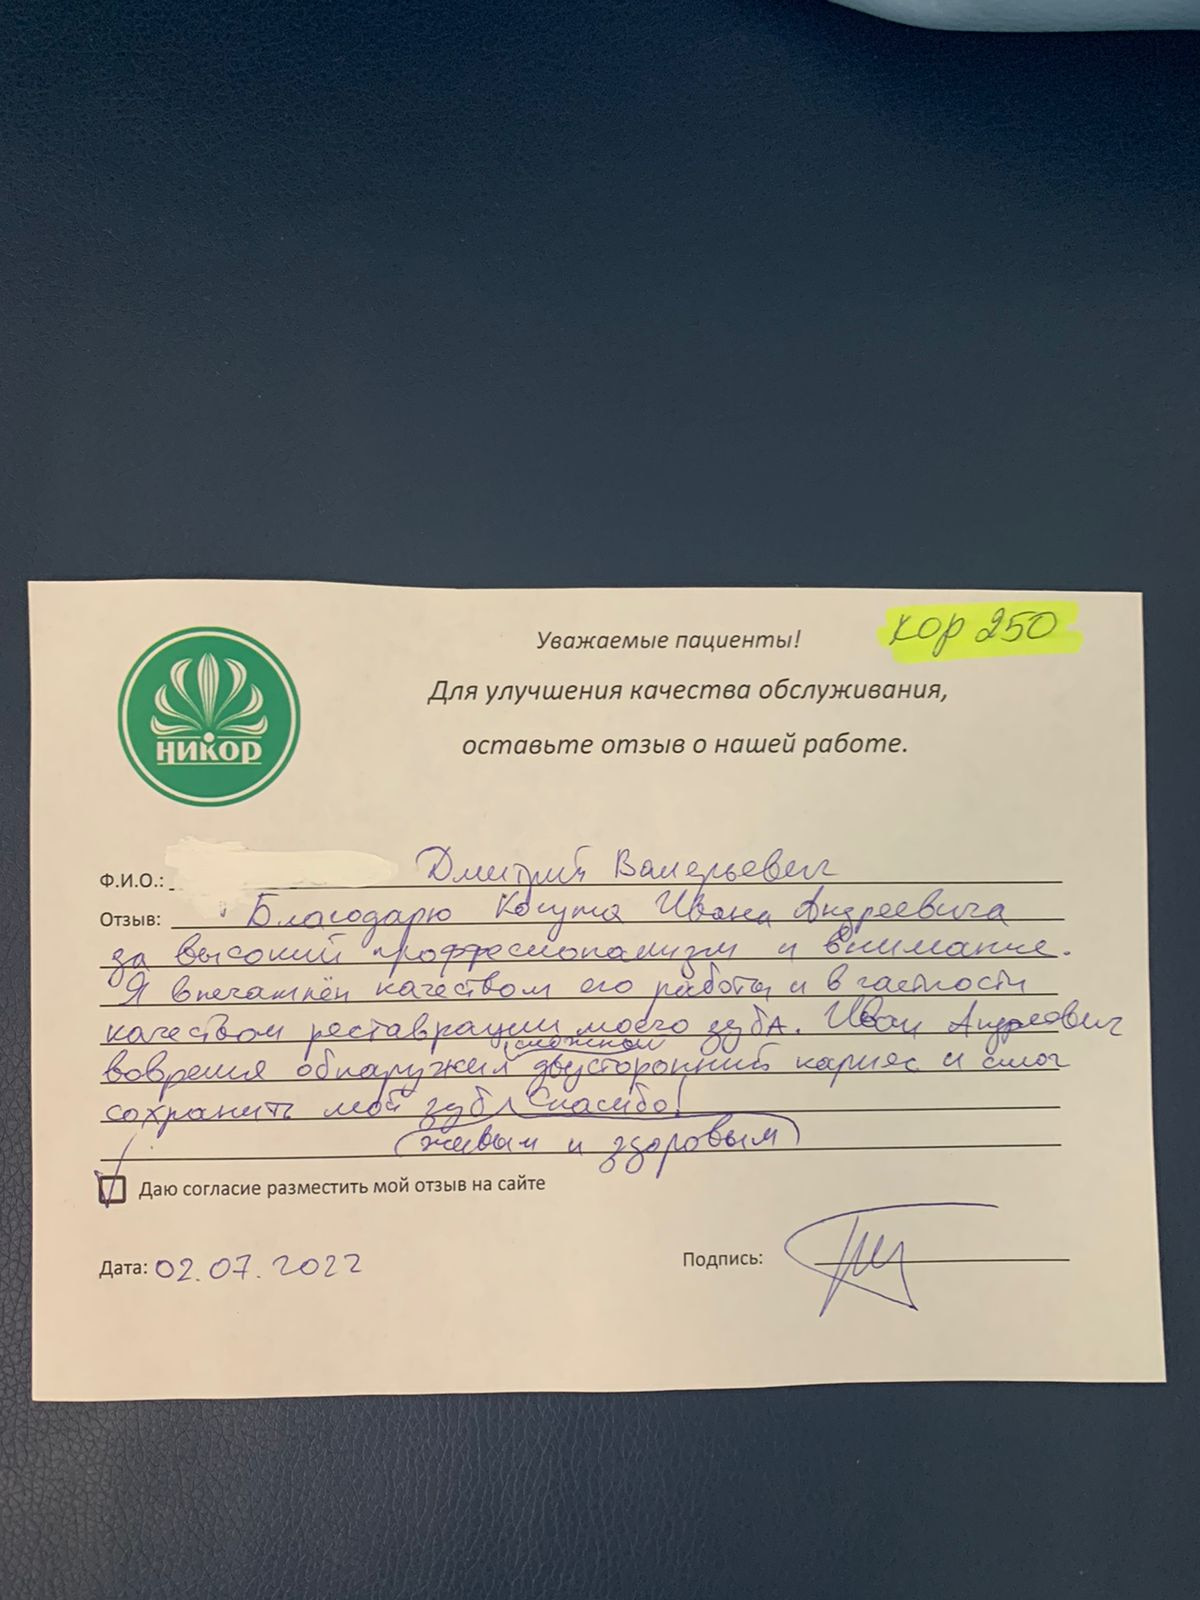 кор 250
Уважаемые пациенты!
Для улучшения качества обслуживания,
оставьте отзыв о нашей работе.
НИКОР
Ф.И.О.: Дмитрий Валерьевич
Отзыв: Благодарю Ивана Андреевича
за высокий профессионализм и внимание.
Я впечатлён качеством его работы и в частности
качеством реставрации моего зуба. Иван Андреевич
сложный
вовремя обнаружил двусторонний кариес и смог
сохранить мой зуб Спасибо!
живым и здоровым
Даю согласие разместить мой отзыв на сайте
Дата: 02.07.2022 Подпись: